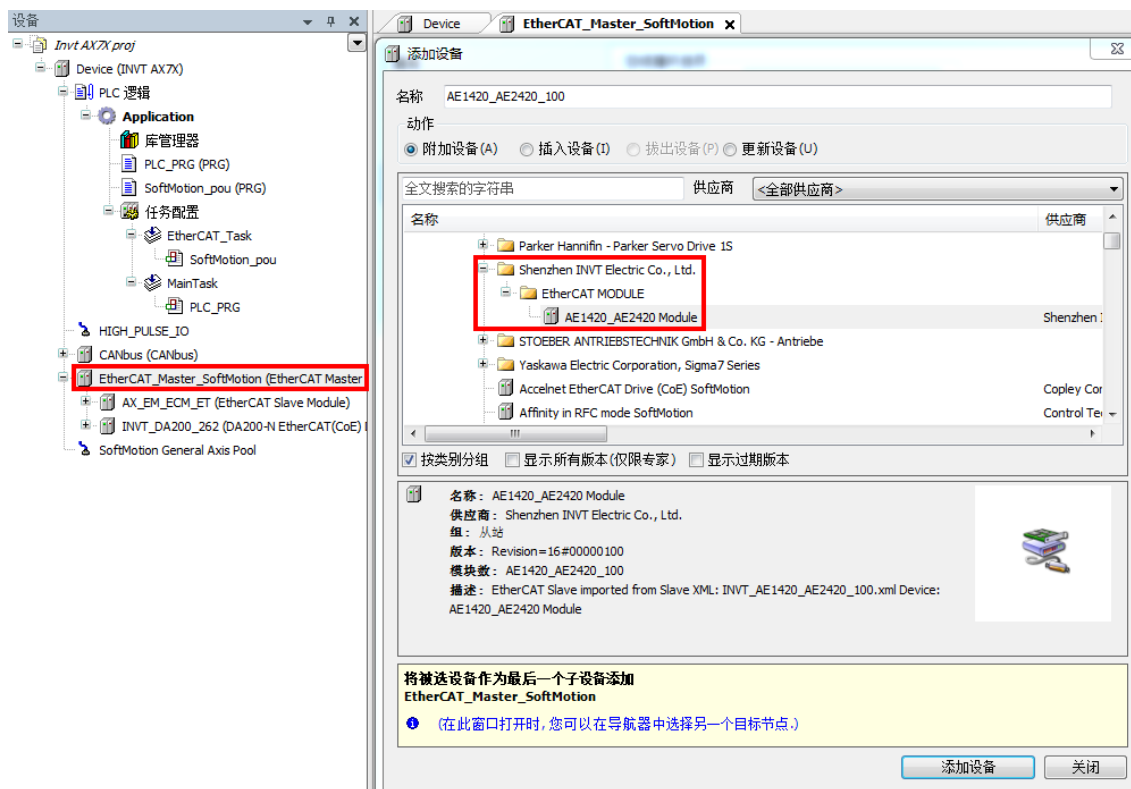 设备
Invt AX7X proj
Device (INVT AX7X)
PLC 逻辑
Application
库管理器
PLC_PRG (PRG)
SoftMotion_pou (PRG)
任务配置
EtherCAT_Task
SoftMotion_pou
MainTask
PLC_PRG
HIGH_PULSE_IO
CANbus (CANbus)
EtherCAT_Master_SoftMotion (EtherCAT Master
AX_EM_ECM_ET (EtherCAT Slave Module)
INVT_DA200_262 (DA200-N EtherCAT(CoE)
SoftMotion General Axis Pool
Device
EtherCAT_Master_SoftMotion
添加设备
名称 AE1420_AE2420_100
动作
附加设备(A) 插入设备(I) 拔出设备(P) 更新设备(U)
全文搜索的字符串 供应商 <全部供应商>
名称 供应商
Parker Hannifin - Parker Servo Drive 1S
Shenzhen INVT Electric Co., Ltd.
EtherCAT MODULE
AE1420_AE2420 Module Shenzhen
STOEBER ANTRIEBSTECHNIK GmbH & Co. KG - Antriebe
Yaskawa Electric Corporation, Sigma7 Series
Accelnet EtherCAT Drive (CoE) SoftMotion Copley Cor
Affinity in RFC mode SoftMotion Control Te
按类别分组 显示所有版本(仅限专家) 显示过期版本
名称: AE1420_AE2420 Module
供应商: Shenzhen INVT Electric Co., Ltd.
组: 从站
版本: Revision=16#00000100
模块数: AE1420_AE2420_100
描述: EtherCAT Slave imported from Slave XML: INVT_AE1420_AE2420_100.xml Device:
AE1420_AE2420 Module
将被选设备作为最后一个子设备添加
EtherCAT_Master_SoftMotion
(在此窗口打开时,您可以在导航器中选择另一个目标节点.)
添加设备 关闭